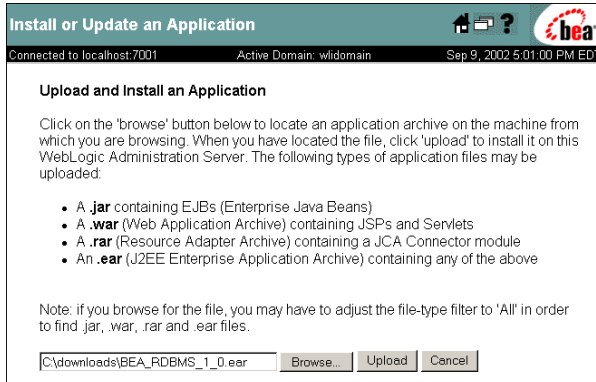 Install or Update an Application
bea
Connected to localhost:7001 Active Domain: wlidomain Sep 9, 2002 5:01:00 PM EDT
Upload and Install an Application
Click on the 'browse' button below to locate an application archive on the machine from
which you are browsing. When you have located the file, click 'upload' to install it on this
WebLogic Administration Server. The following types of application files may be
uploaded:
• A .jar containing EJBs (Enterprise Java Beans)
• A .war (Web Application Archive) containing JSPs and Servlets
• A .rar (Resource Adapter Archive) containing a JCA Connector module
• An .ear (J2EE Enterprise Application Archive) containing any of the above
Note: if you browse for the file, you may have to adjust the file-type filter to 'All' in order
to find .jar, .war, .rar and .ear files.
C:\downloads\BEA_RDBMS_1_0.ear Browse... Upload Cancel